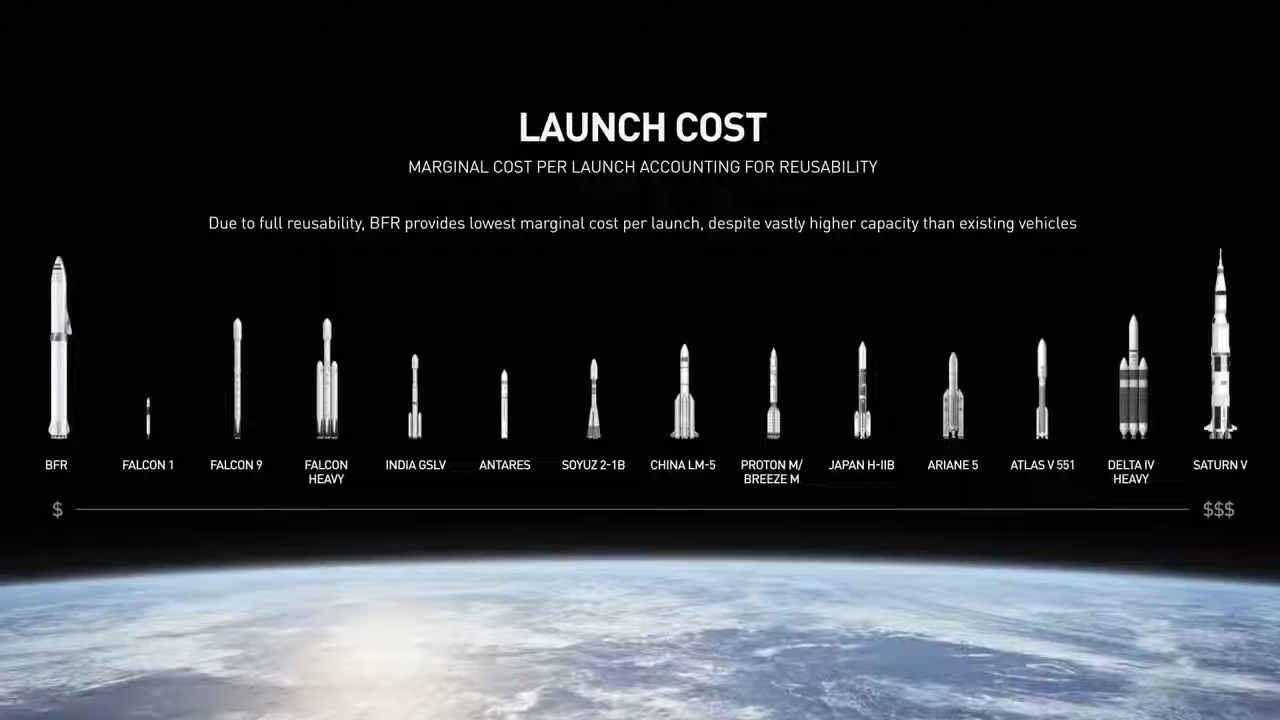 LAUNCH COST
MARGINAL COST PER LAUNCH ACCOUNTING FOR REUSABILITY
Due to full reusability, BFR provides lowest marginal cost per launch, despite vastly higher capacity than existing vehicles
BFR
FALCON 1
FALCON 9
FALCON
HEAVY
INDIA GSLV
ANTARES
SOYUZ 2-1B
CHINA LM-5
PROTON M/
BREEZE M
JAPAN H-IIB
ARIANE 5
ATLAS V 551
DELTA IV
HEAVY
SATURN V
$
$$$